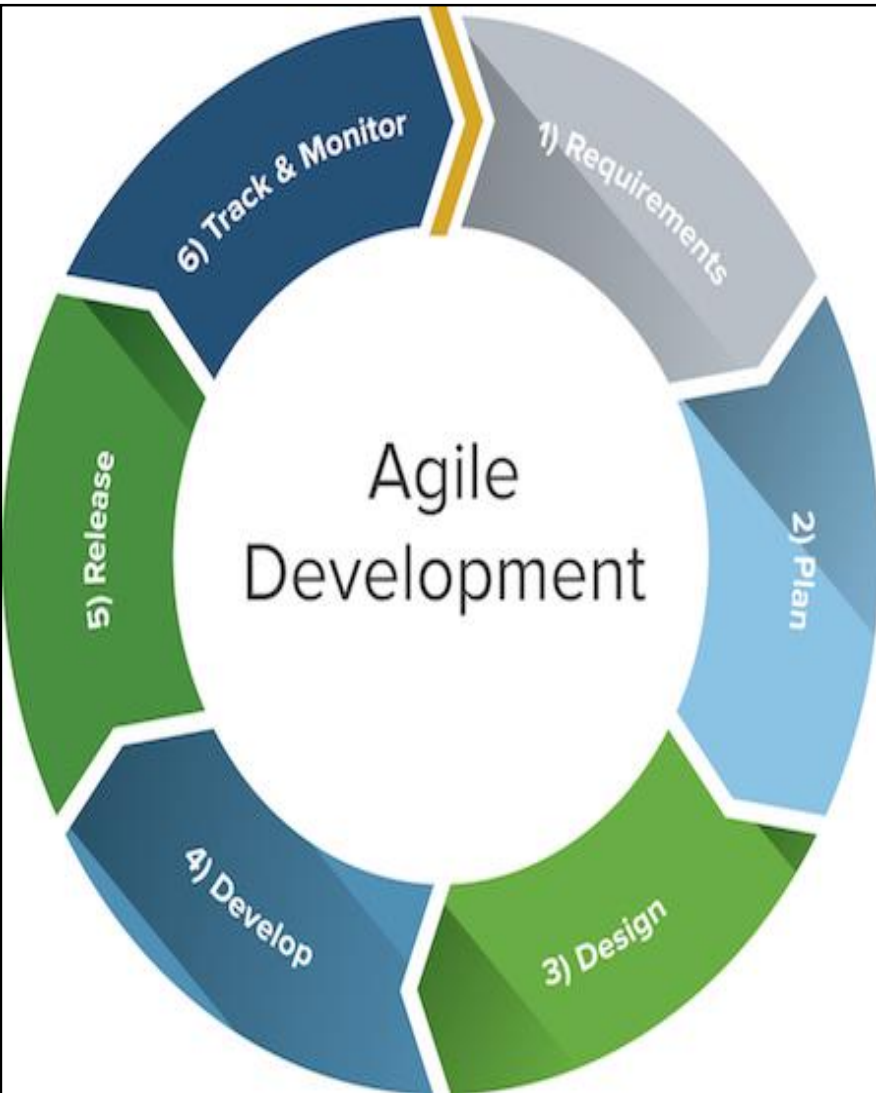 Agile
Development
1) Requirements
2) Plan
3) Design
4) Develop
5) Release
6) Track & Monitor